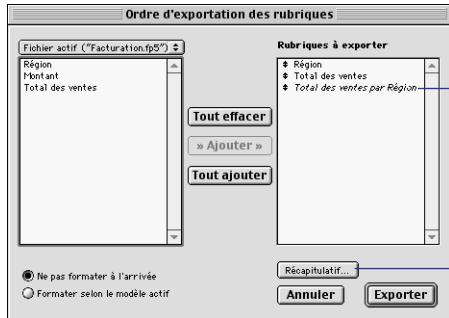 Ordre d'exportation des rubriques
Fichier actif ("Facturation.fp5")
Région
Montant
Total des ventes
Tout effacer
» Ajouter »
Tout ajouter
Rubriques à exporter
Région
Total des ventes
Total des ventes par Région
Ne pas formater à l'arrivée
Formater selon le modèle actif
Récapitulatif...
Annuler
Exporter